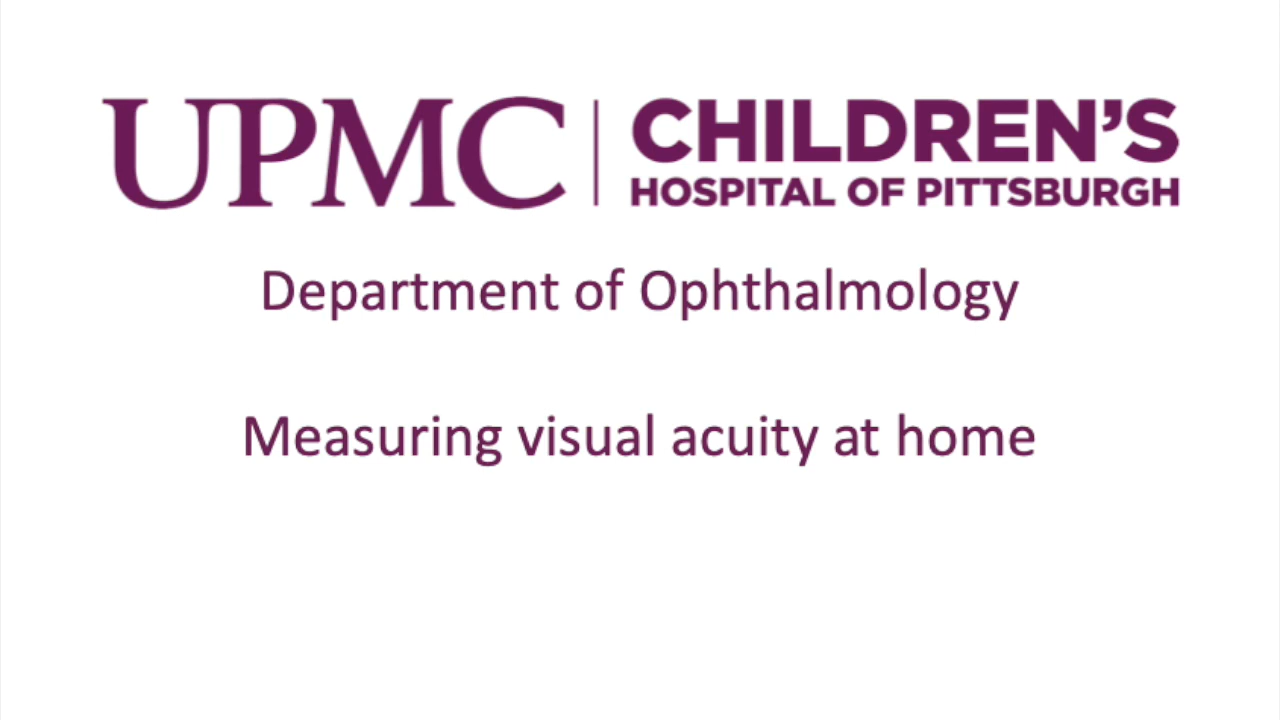 UPMC | CHILDREN'S
HOSPITAL OF PITTSBURGH
Department of Ophthalmology
Measuring visual acuity at home